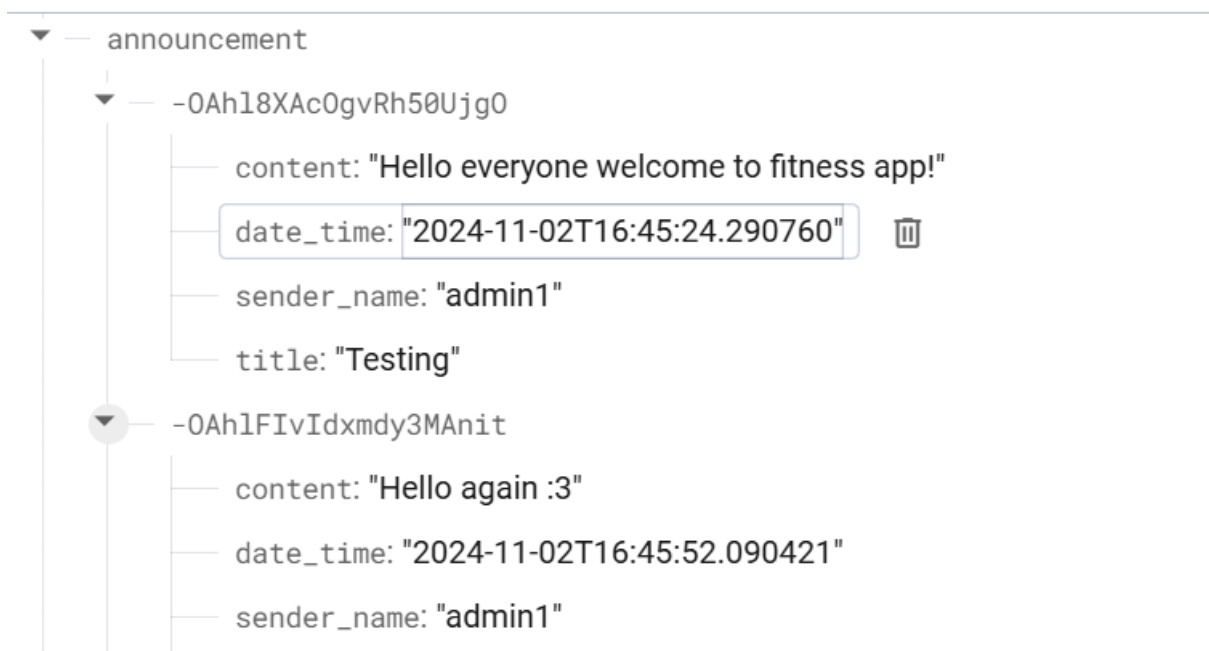 announcement
-OAhl8XAcOgvRh50UjgO
content: "Hello everyone welcome to fitness app!"
date_time: "2024-11-02T16:45:24.290760"
sender_name: "admin1"
title: "Testing"
-OAhlFIvIdxmdy3MAnit
content: "Hello again :3"
date_time: "2024-11-02T16:45:52.090421"
sender_name: "admin1"